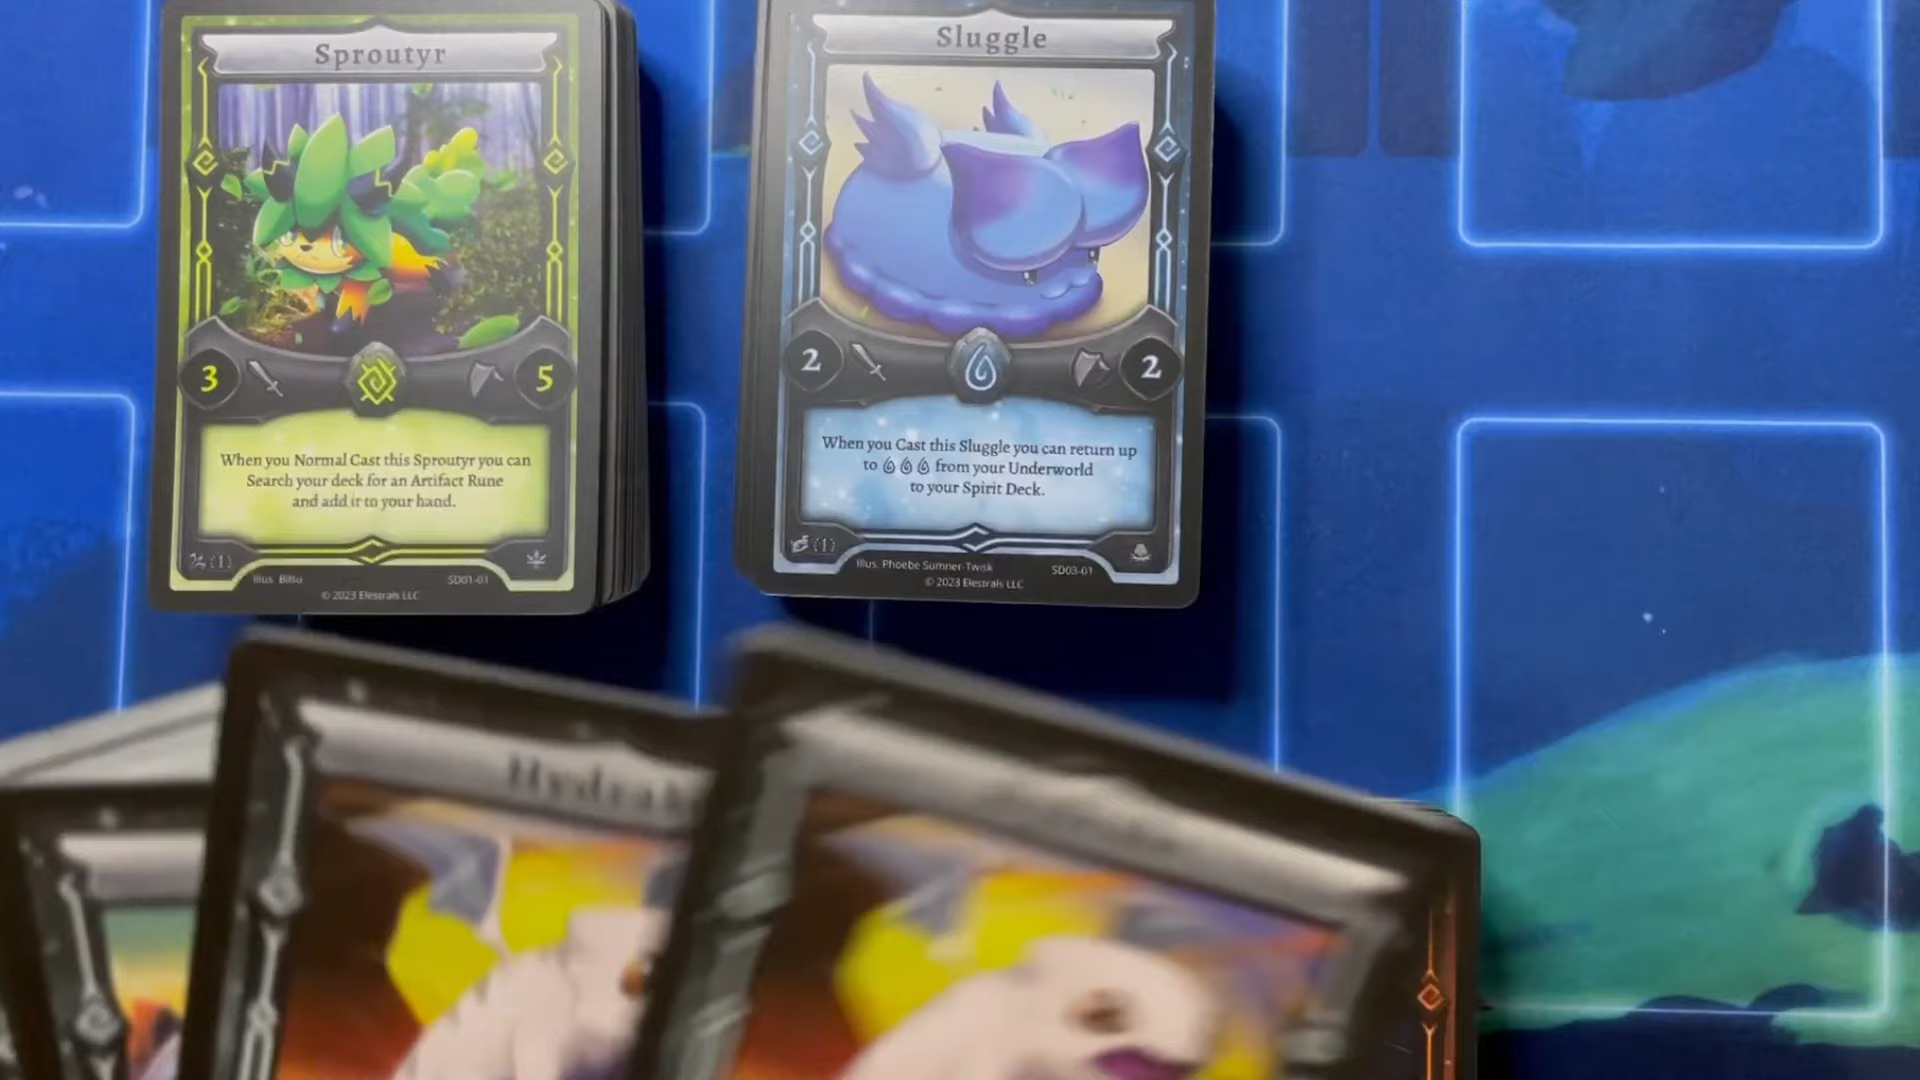 Sproutyr
3
5
When you Normal Cast this Sproutyr you can
Search your deck for an Artifact Rune
and add it to your hand.
(1)
Illus. Billsu
SD01-01
© 2023 Elestrals LLC
Sluggle
2
2
When you Cast this Sluggle you can return up
to from your Underworld
to your Spirit Deck.
(1)
Illus. Phoebe Sumner-Twisk
SD03-01
© 2023 Elestrals LLC